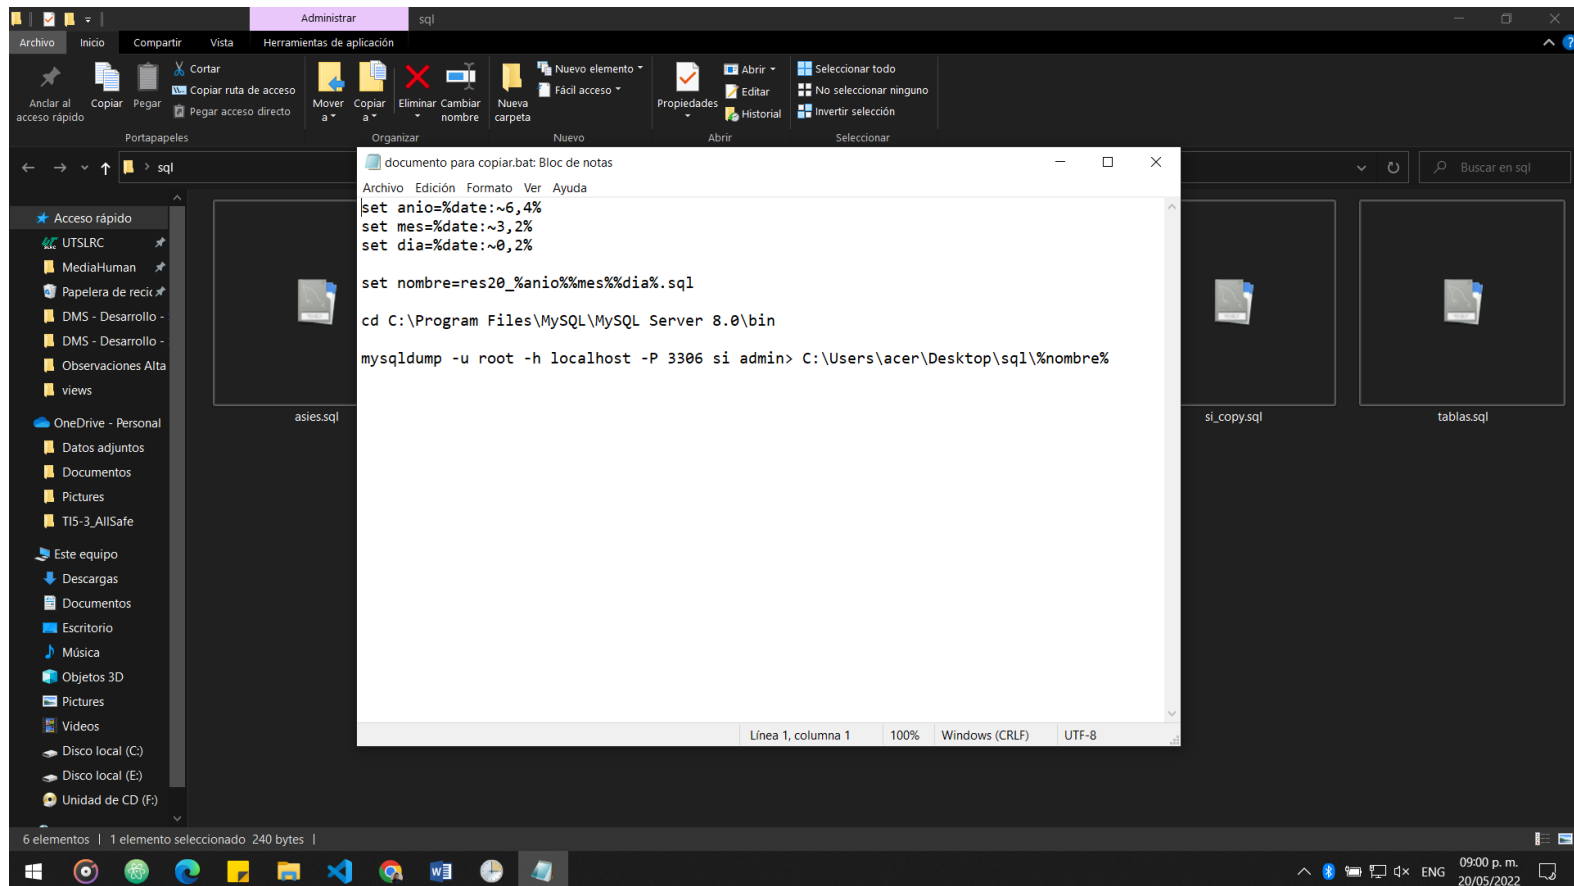 Administrar
sql
Archivo
Inicio
Compartir
Vista
Herramientas de aplicación
Anclar al
acceso rápido
Copiar
Pegar
Cortar
Copiar ruta de acceso
Pegar acceso directo
Portapapeles
Mover
a
Copiar
a
Eliminar
Cambiar
nombre
Organizar
Nueva
carpeta
Nuevo elemento
Fácil acceso
Nuevo
Propiedades
Abrir
Editar
Historial
Abrir
Seleccionar todo
No seleccionar ninguno
Invertir selección
Seleccionar
sql
Buscar en sql
documento para copiar.bat: Bloc de notas
Archivo Edición Formato Ver Ayuda
set anio=%date:~6,4%
set mes=%date:~3,2%
set dia=%date:~0,2%
set nombre=res20_%anio%%mes%%dia%.sql
cd C:\Program Files\MySQL\MySQL Server 8.0\bin
mysqldump -u root -h localhost -P 3306 si admin> C:\Users\acer\Desktop\sql\%nombre%
Línea 1, columna 1
100%
Windows (CRLF)
UTF-8
Acceso rápido
UTSLRC
MediaHuman
Papelera de recic
DMS - Desarrollo -
DMS - Desarrollo -
Observaciones Alta
views
OneDrive - Personal
Datos adjuntos
Documentos
Pictures
TI5-3_AllSafe
Este equipo
Descargas
Documentos
Escritorio
Música
Objetos 3D
Pictures
Videos
Disco local (C:)
Disco local (E:)
Unidad de CD (F:)
asies.sql
si_copy.sql
tablas.sql
6 elementos
1 elemento seleccionado 240 bytes
ENG
09:00 p. m.
20/05/2022